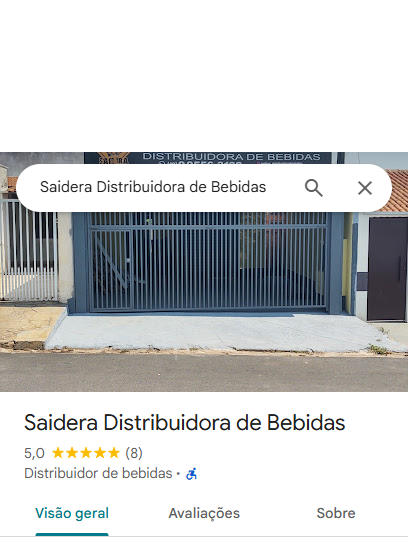 DISTRIBUIDORA DE BEBIDAS
Saidera Distribuidora de Bebidas
Saidera Distribuidora de Bebidas
5,0 (8)
Distribuidor de bebidas ·
Visão geral Avaliações Sobre